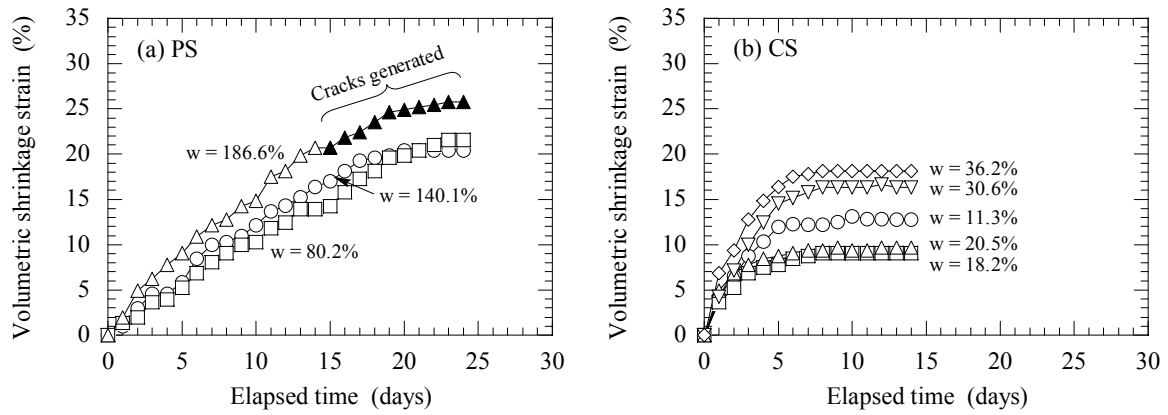 35
30
25
20
15
10
5
0
Volumetric shrinkage strain (%)
(a) PS
Cracks generated
w = 186.6%
w = 140.1%
w = 80.2%
0 5 10 15 20 25 30
Elapsed time (days)
35
30
25
20
15
10
5
0
Volumetric shrinkage strain (%)
(b) CS
w = 36.2%
w = 30.6%
w = 11.3%
w = 20.5%
w = 18.2%
0 5 10 15 20 25 30
Elapsed time (days)